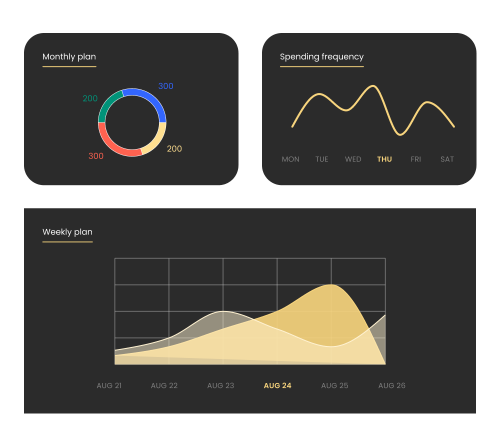 Monthly plan
300
200
200
300
Spending frequency
MON TUE WED THU FRI SAT
Weekly plan
AUG 21 AUG 22 AUG 23 AUG 24 AUG 25 AUG 26